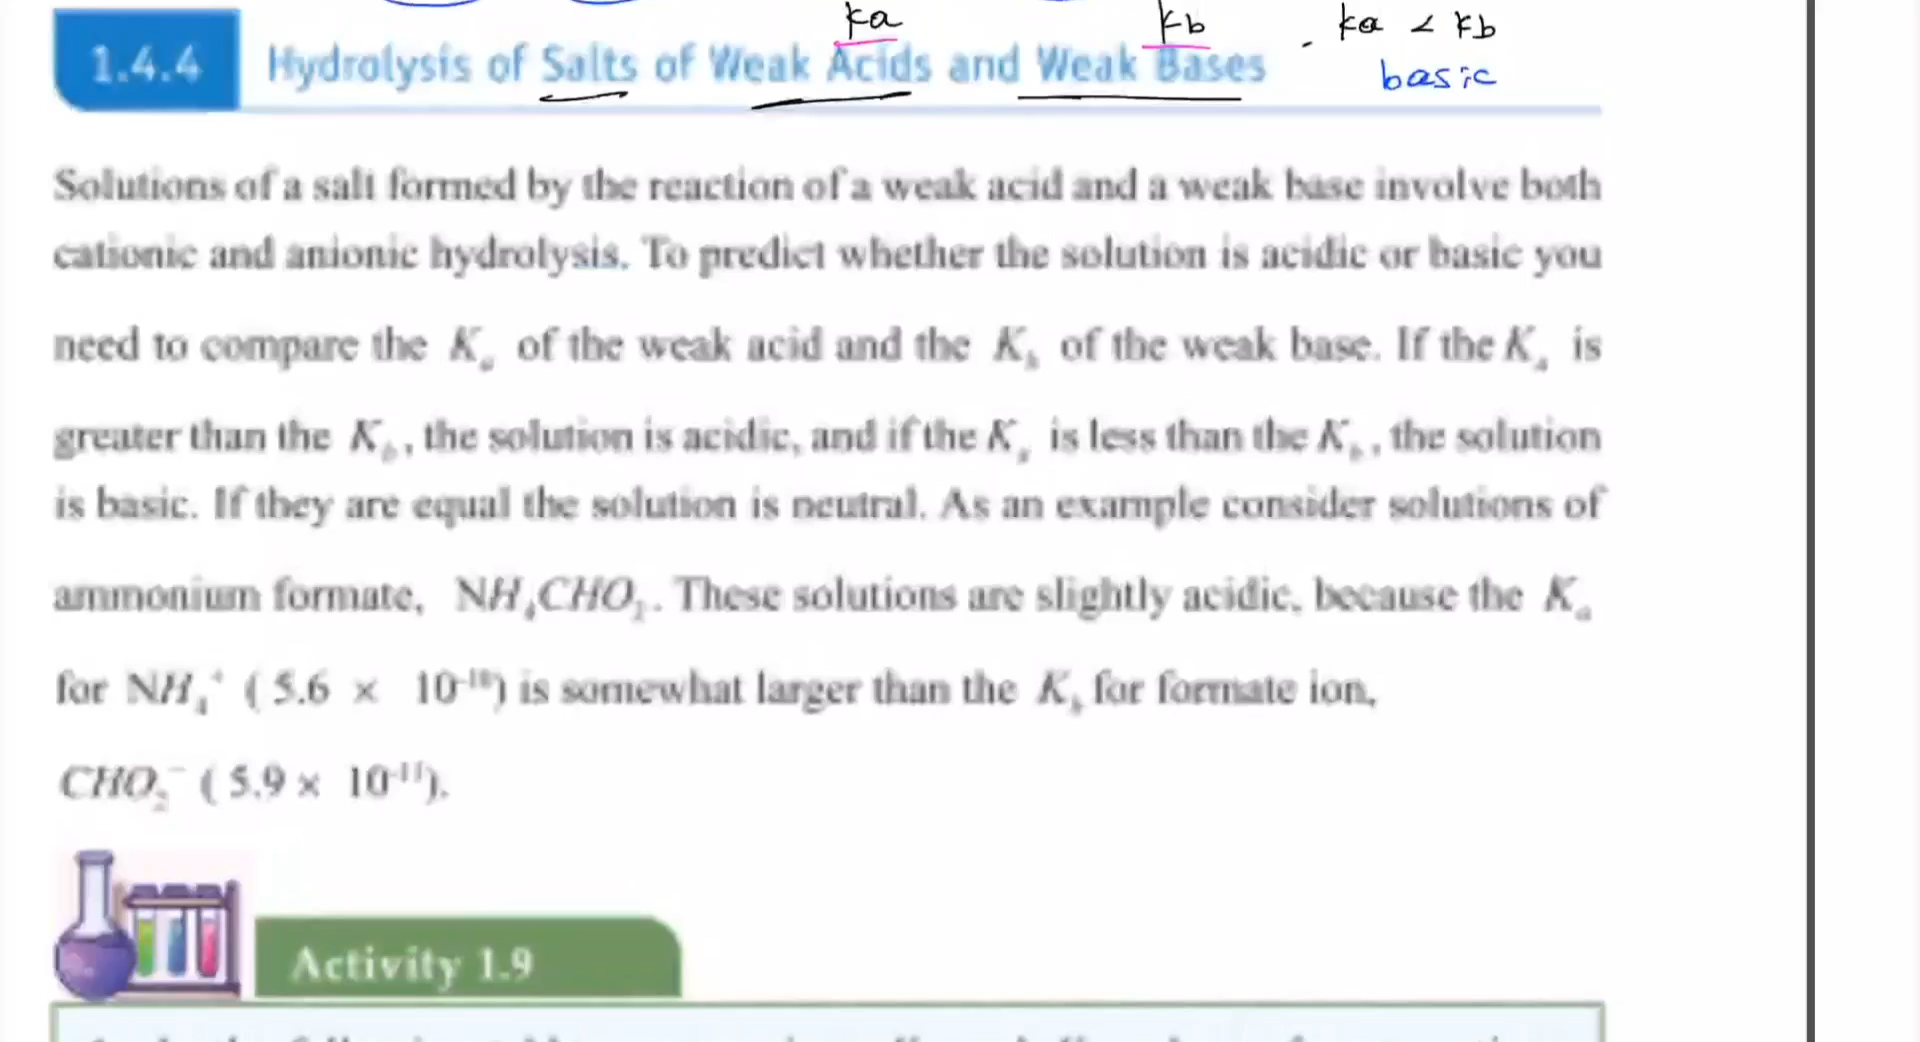 ka kb ka < kb
basic
1.4.4 Hydrolysis of Salts of Weak Acids and Weak Bases
Solutions of a salt formed by the reaction of a weak acid and a weak base involve both
cationic and anionic hydrolysis. To predict whether the solution is acidic or basic you
need to compare the Kₐ of the weak acid and the K_b of the weak base. If the Kₐ is
greater than the K_b, the solution is acidic, and if the Kₐ is less than the K_b, the solution
is basic. If they are equal the solution is neutral. As an example consider solutions of
ammonium formate, NH₄CHO₂. These solutions are slightly acidic, because the Kₐ
for NH₄⁺ ( 5.6 × 10⁻¹⁰) is somewhat larger than the K_b for formate ion,
CHO₂⁻ ( 5.9 × 10⁻¹¹).
Activity 1.9